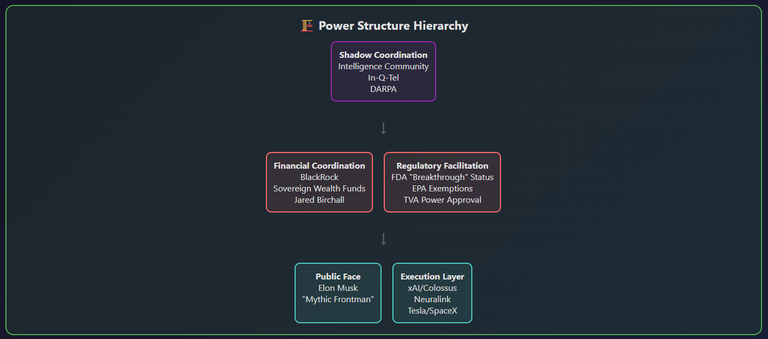 🏗️ Power Structure Hierarchy
Shadow Coordination
Intelligence Community
In-Q-Tel
DARPA
↓
Financial Coordination
BlackRock
Sovereign Wealth Funds
Jared Birchall
Regulatory Facilitation
FDA "Breakthrough" Status
EPA Exemptions
TVA Power Approval
↓
Public Face
Elon Musk
"Mythic Frontman"
Execution Layer
xAI/Colossus
Neuralink
Tesla/SpaceX